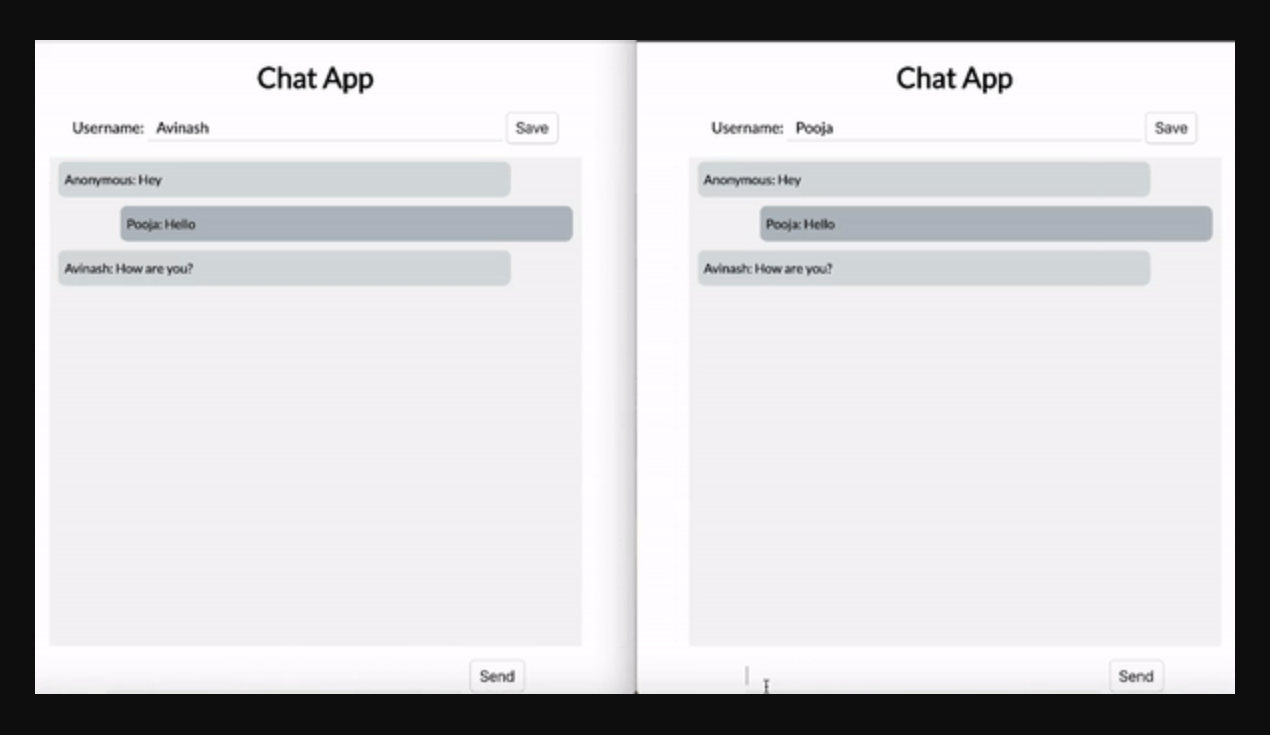 Chat App
Username: Avinash
Save
Anonymous: Hey
Pooja: Hello
Avinash: How are you?
Send
Chat App
Username: Pooja
Save
Anonymous: Hey
Pooja: Hello
Avinash: How are you?
Send